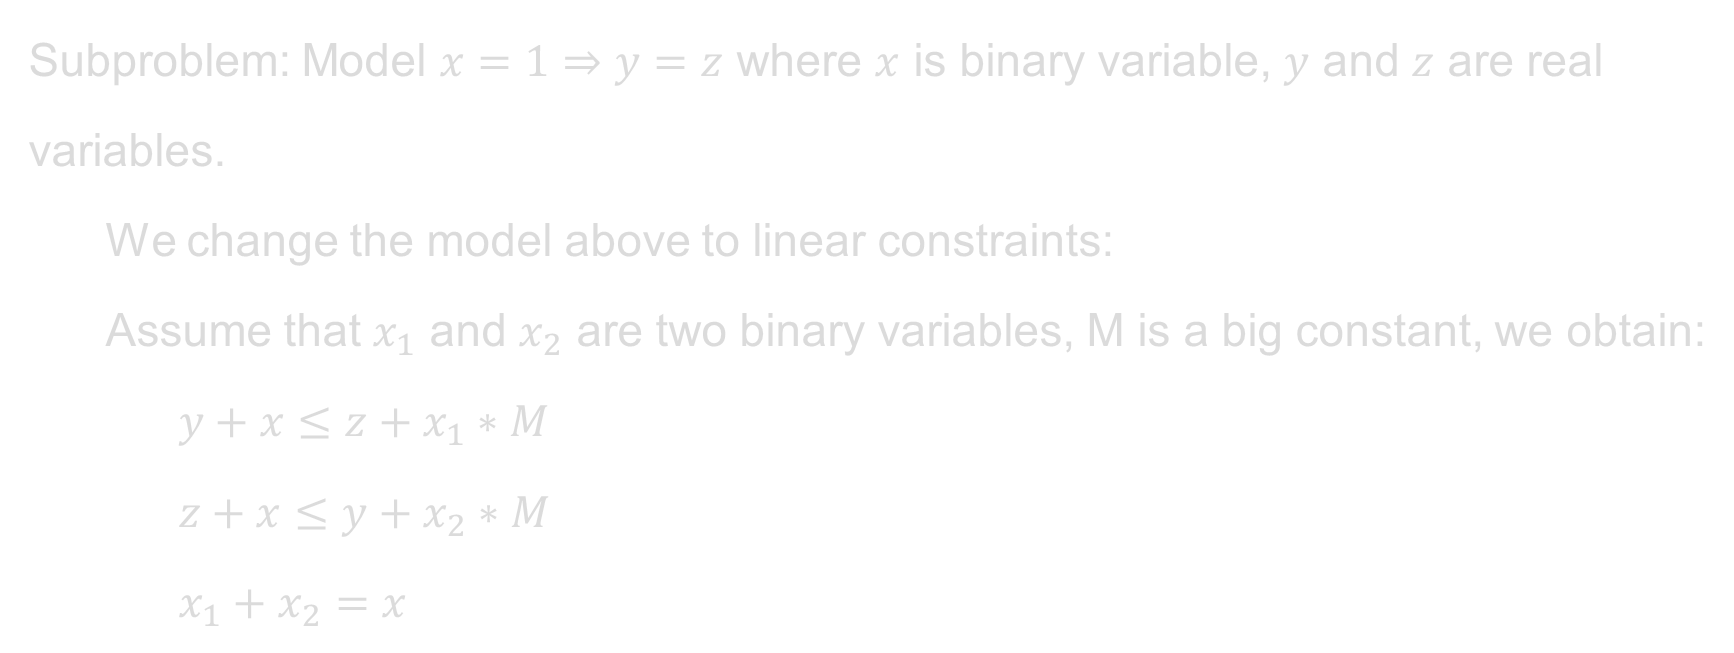 Subproblem: Model 𝑥 = 1 ⇒ 𝑦 = 𝑧 where 𝑥 is binary variable, 𝑦 and 𝑧 are real
variables.
We change the model above to linear constraints:
Assume that 𝑥₁ and 𝑥₂ are two binary variables, M is a big constant, we obtain:
𝑦 + 𝑥 ≤ 𝑧 + 𝑥₁ ∗ 𝑀
𝑧 + 𝑥 ≤ 𝑦 + 𝑥₂ ∗ 𝑀
𝑥₁ + 𝑥₂ = 𝑥